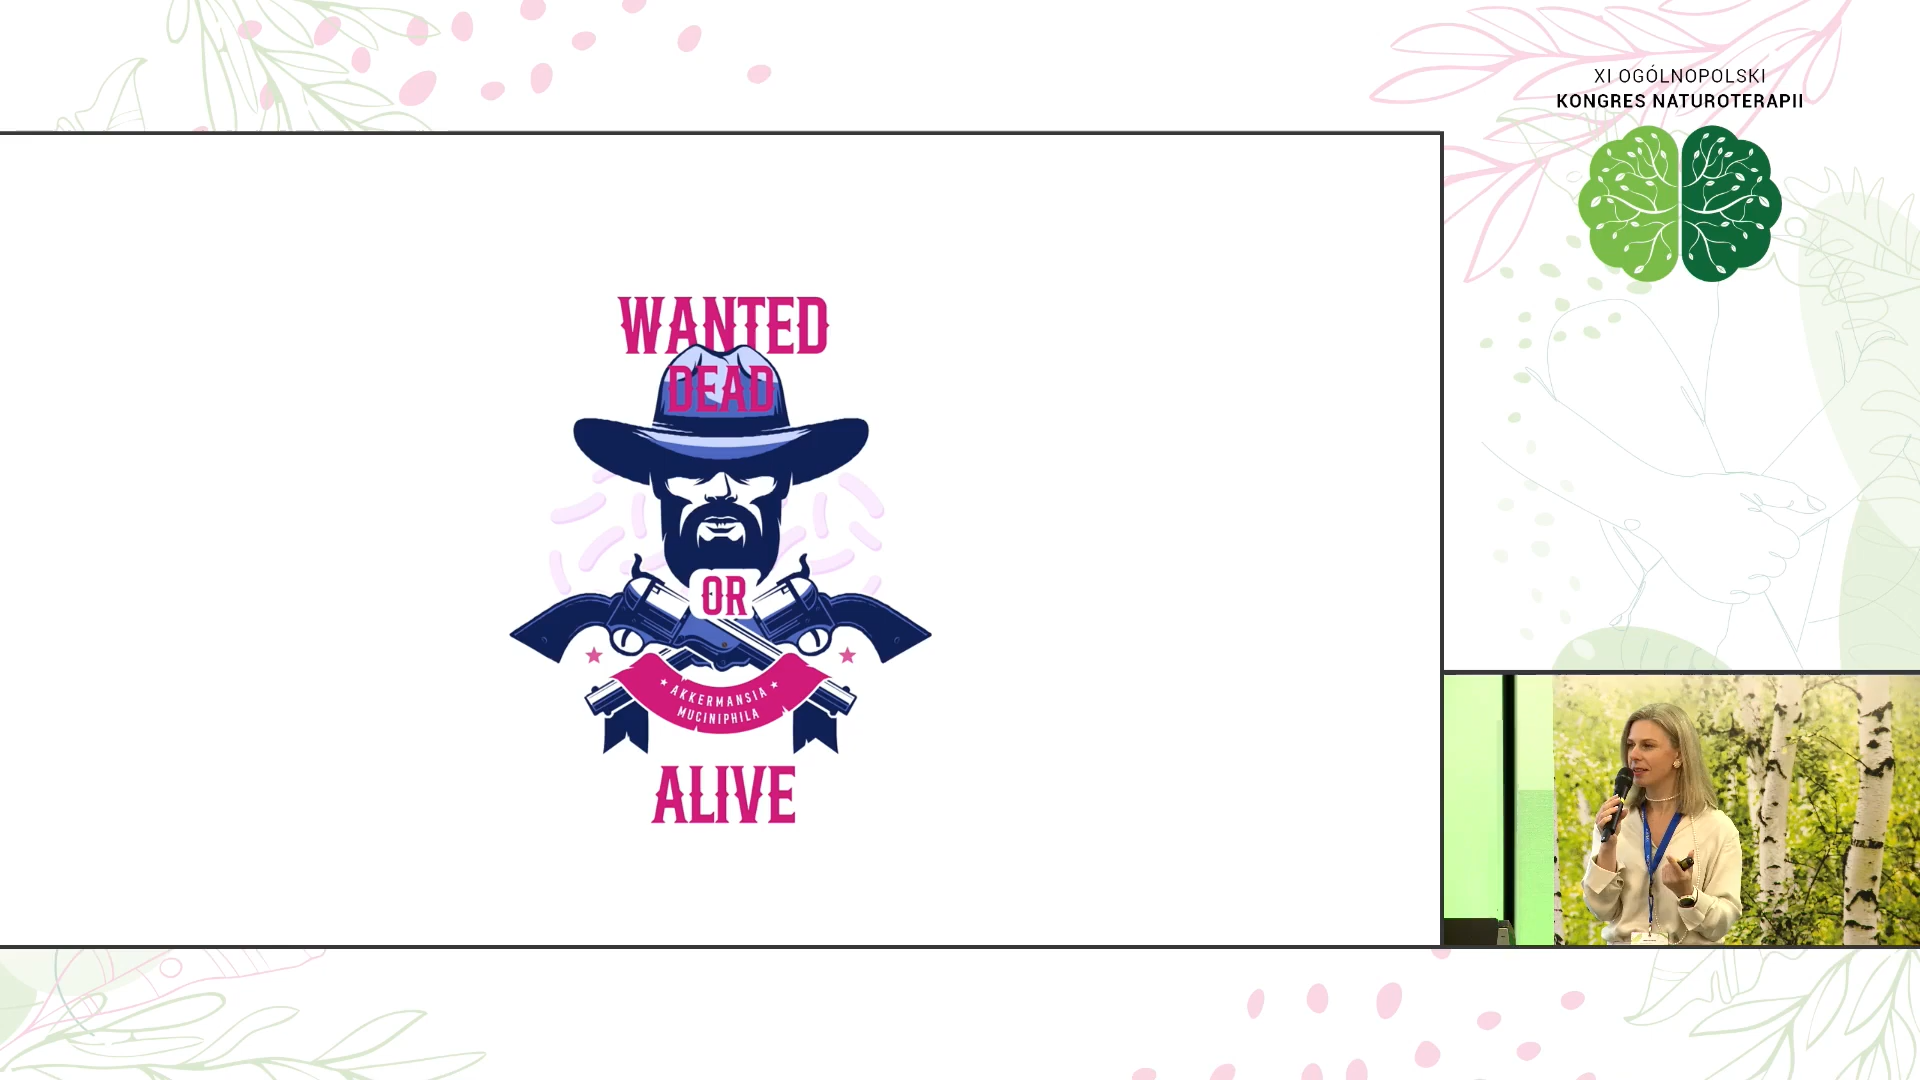 XI OGÓLNOPOLSKI
KONGRES NATUROTERAPII
WANTED
DEAD
OR
AKKERMANSIA
MUCINIPHILA
ALIVE